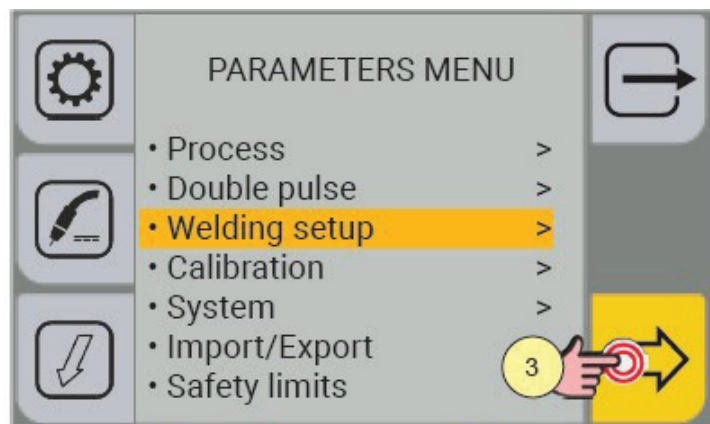 PARAMETERS MENU
• Process >
• Double pulse >
• Welding setup >
• Calibration >
• System >
• Import/Export
• Safety limits
3